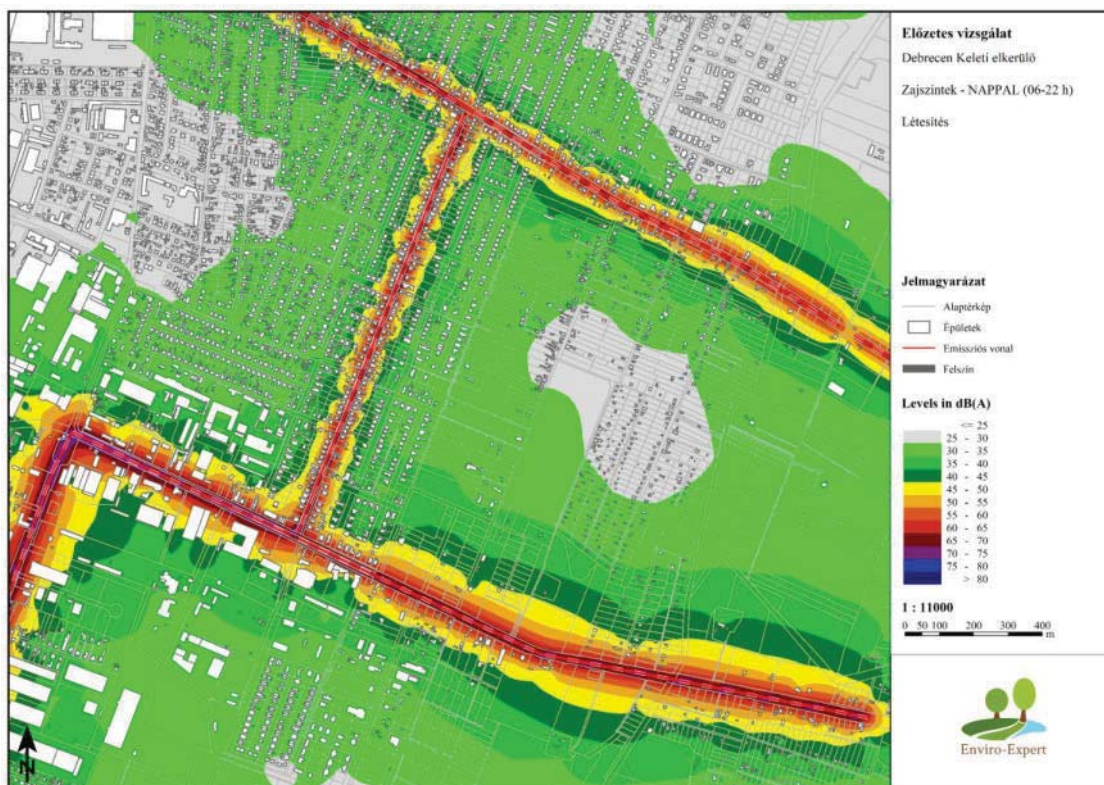 Előzetes vizsgálat
Debrecen Keleti elkerülő
Zajszintek - NAPPAL (06-22 h)
Létesítés
Jelmagyarázat
Alaptérkép
Épületek
Emissziós vonal
Felszín
Levels in dB(A)
<= 25
25 - 30
30 - 35
35 - 40
40 - 45
45 - 50
50 - 55
55 - 60
60 - 65
65 - 70
70 - 75
75 - 80
> 80
1 : 11000
0 50 100 200 300 400
m
Enviro-Expert
N